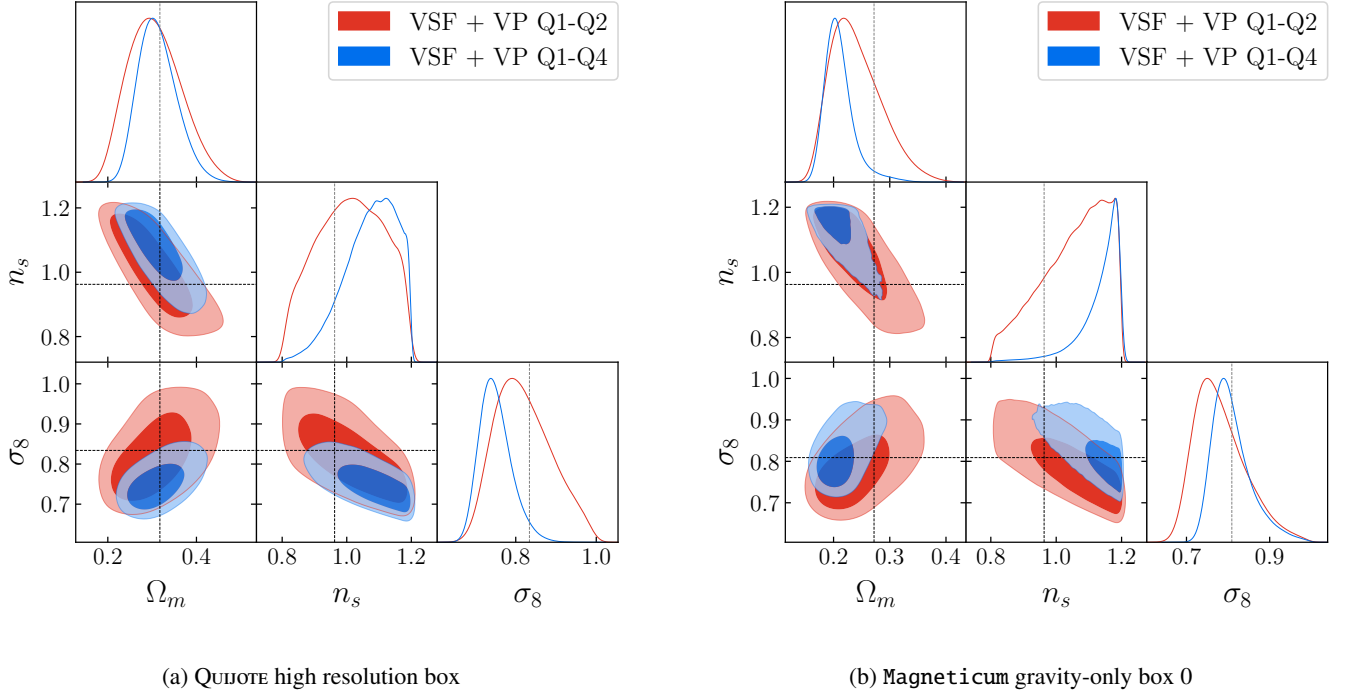 VSF + VP Q1-Q2
VSF + VP Q1-Q4
1.2
1.0
0.8
n_s
1.0
0.9
0.8
0.7
σ_8
0.2 0.4
0.8 1.0 1.2
0.8 1.0
Ω_m
n_s
σ_8
(a) QUIJOTE high resolution box
VSF + VP Q1-Q2
VSF + VP Q1-Q4
1.2
1.0
0.8
n_s
1.0
0.9
0.8
0.7
σ_8
0.2 0.3 0.4
0.8 1.0 1.2
0.7 0.9
Ω_m
n_s
σ_8
(b) Magneticum gravity-only box 0